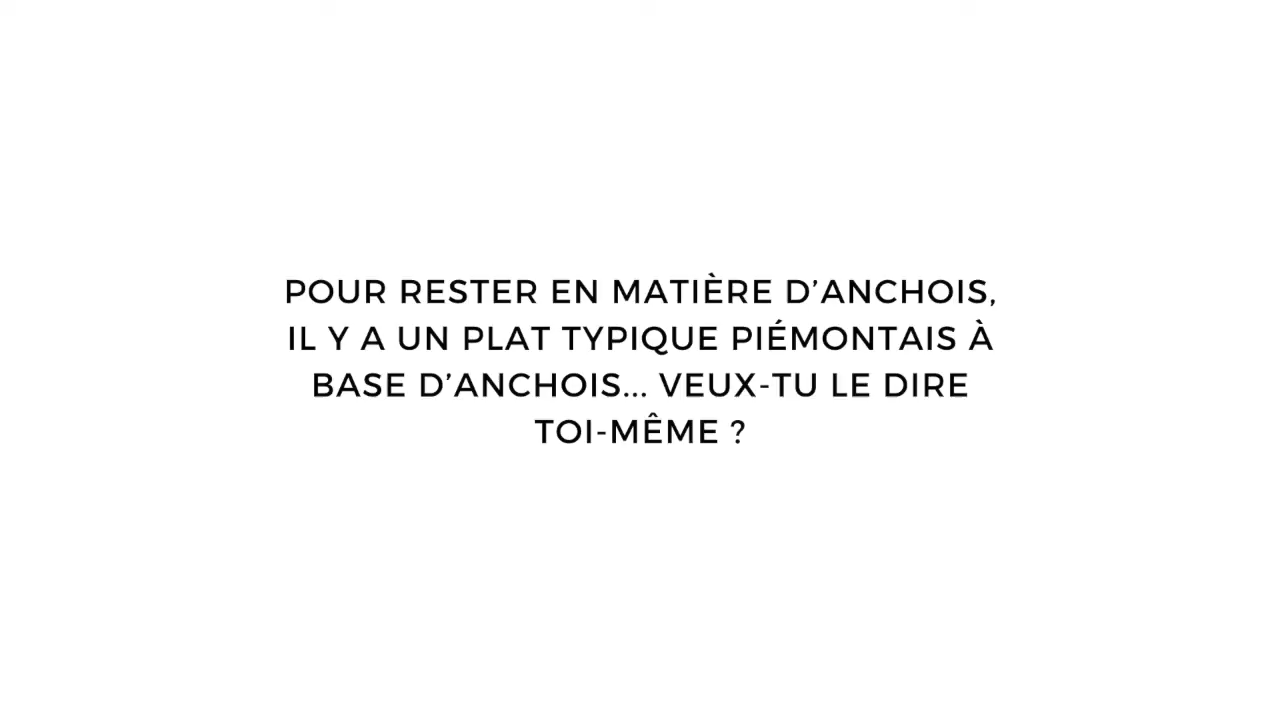 POUR RESTER EN MATIÈRE D’ANCHOIS,
IL Y A UN PLAT TYPIQUE PIÉMONTAIS À
BASE D’ANCHOIS... VEUX-TU LE DIRE
TOI-MÊME ?